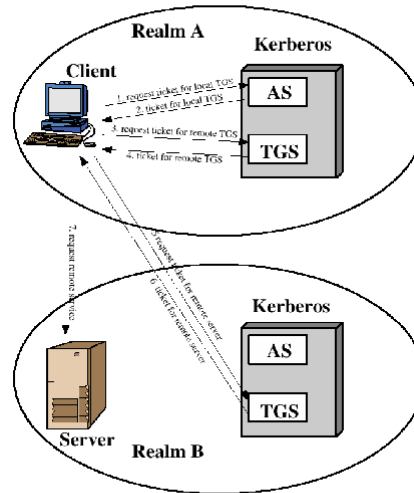 Realm A
Kerberos
Client
AS
1. request ticket for local TGS
2. ticket for local TGS
3. request ticket for remote TGS
TGS
4. ticket for remote TGS
5 request ticket for remote server
6. ticket for remote server
7. request remote service
Kerberos
AS
TGS
Server
Realm B